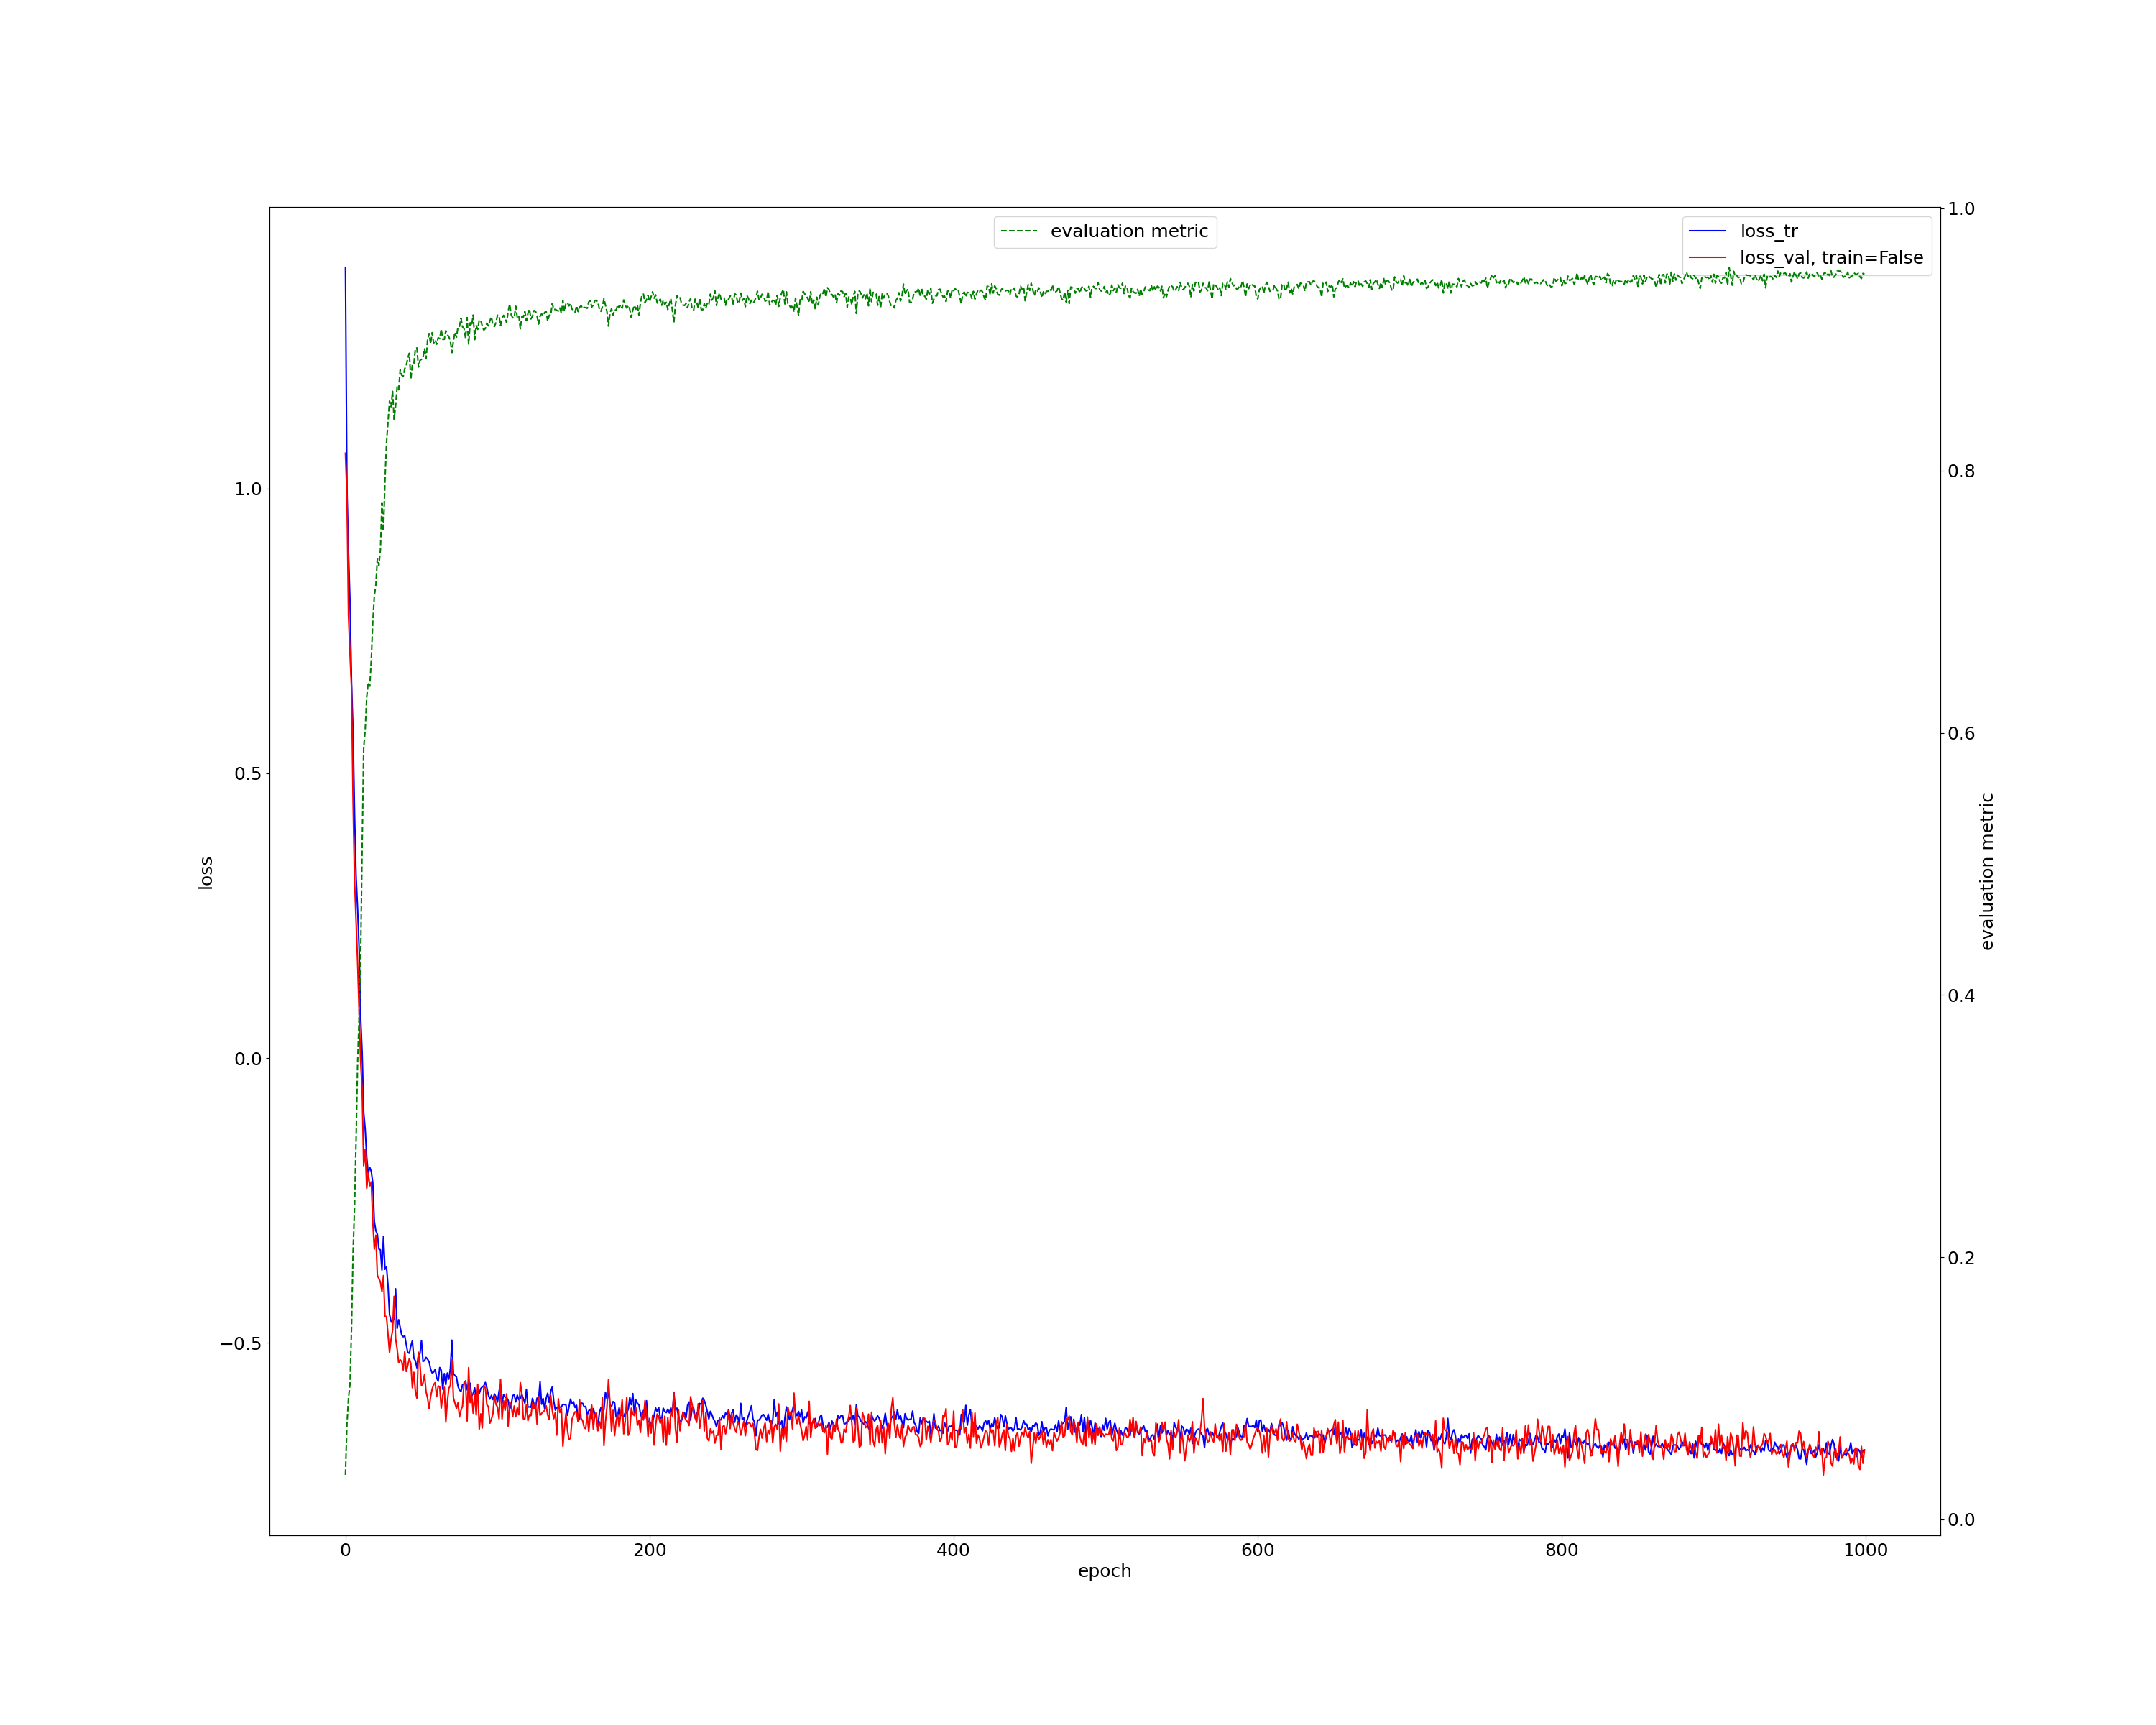 evaluation metric
loss_tr
loss_val, train=False
1.0
0.5
0.0
−0.5
loss
1.0
0.8
0.6
0.4
0.2
0.0
evaluation metric
0
200
400
600
800
1000
epoch